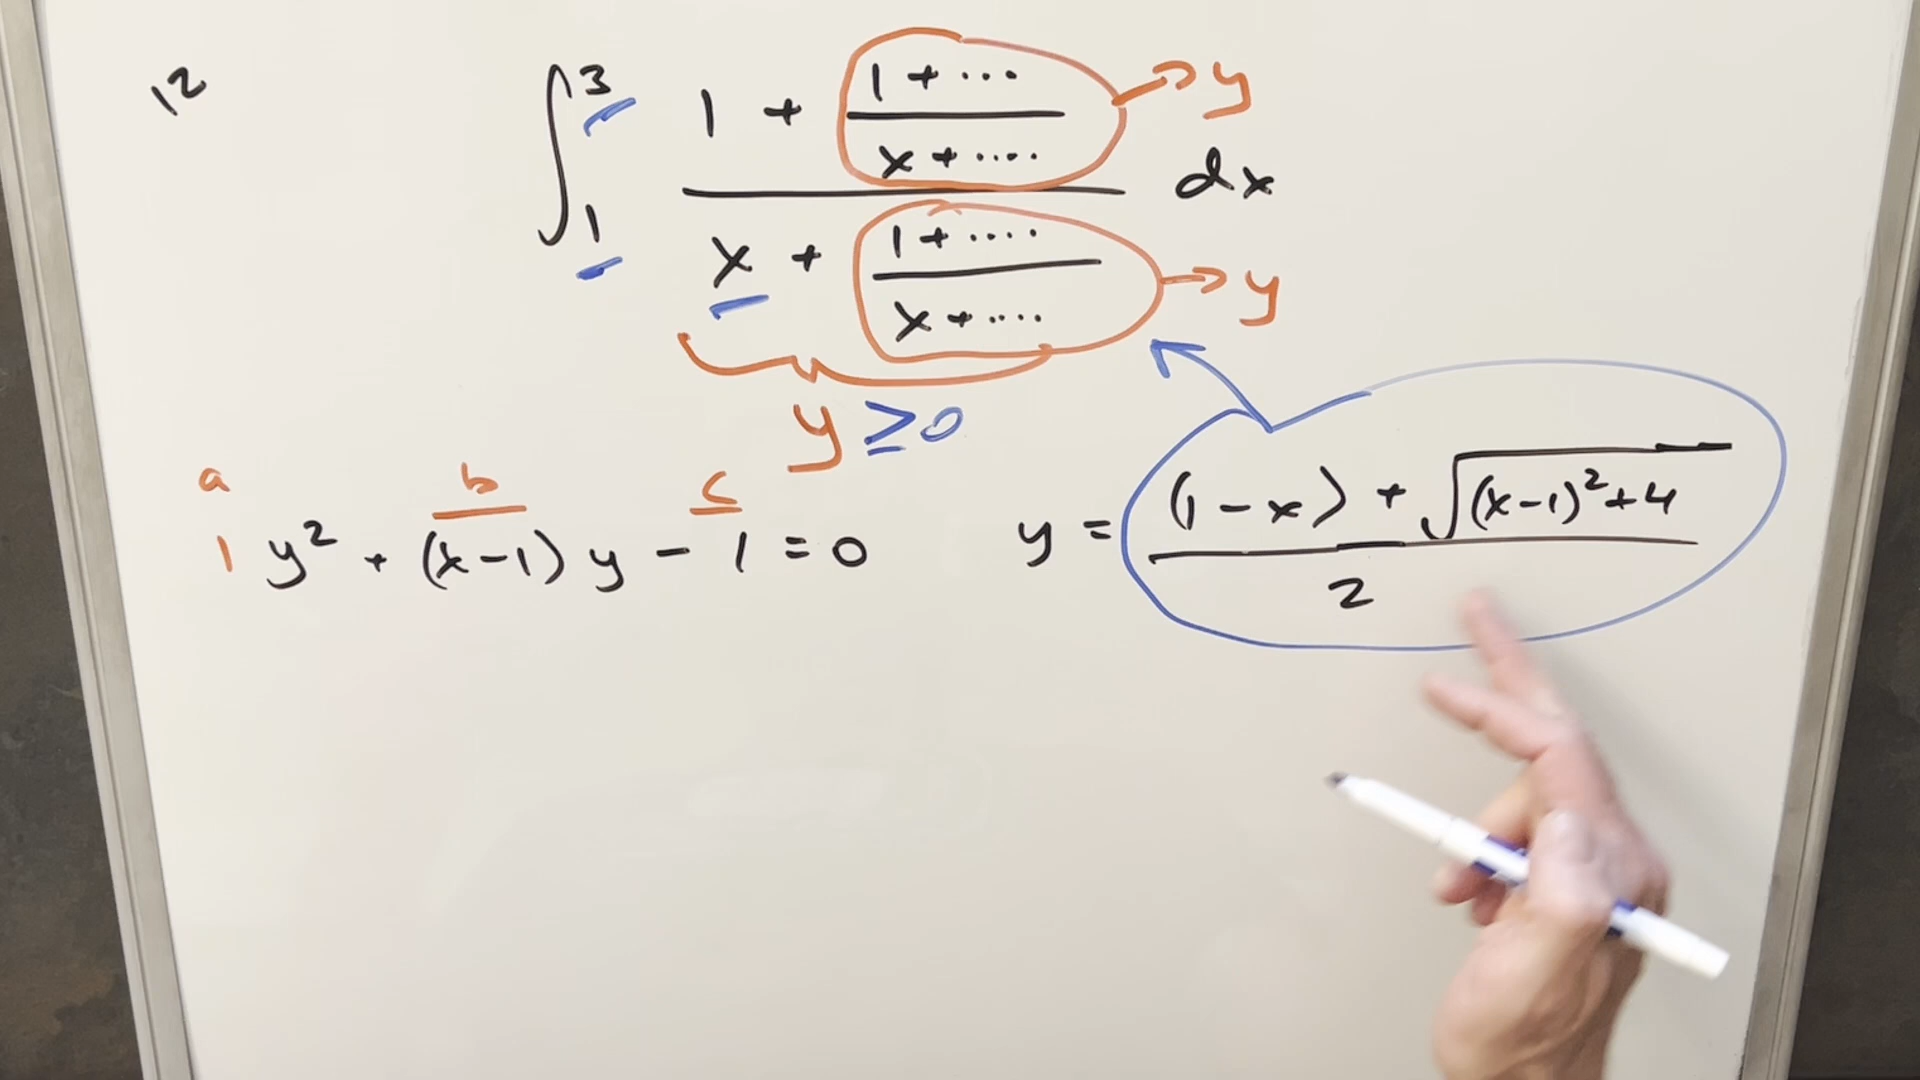 12
∫₁³ (1 + (1 + ···)/(x + ····))/(x + (1 + ····)/(x + ····)) dx
→ y
→ y
y ≥ 0
a b c
1 y² + (x-1) y - 1 = 0
y = ((1-x) + √((x-1)² + 4))/2